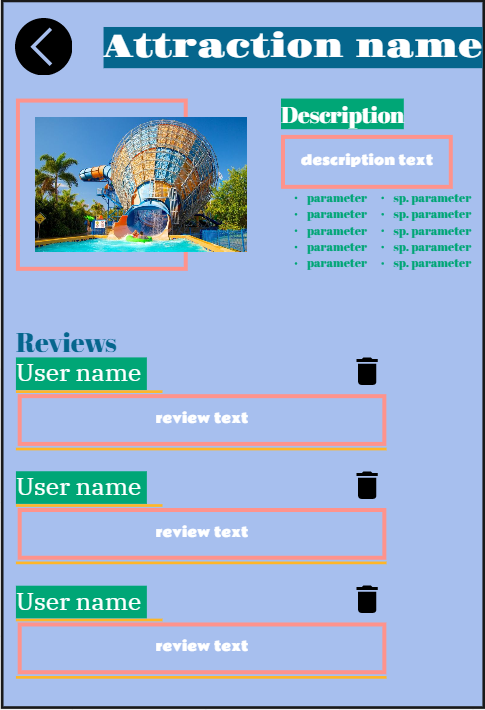 Attraction name
Description
description text
· parameter · sp. parameter
· parameter · sp. parameter
· parameter · sp. parameter
· parameter · sp. parameter
· parameter · sp. parameter
Reviews
User name
review text
User name
review text
User name
review text